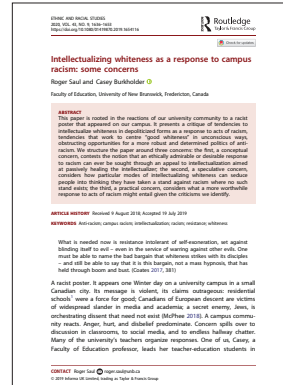 ETHNIC AND RACIAL STUDIES
2020, VOL. 43, NO. 9, 1636–1653
https://doi.org/10.1080/01419870.2019.1654116
Routledge
Taylor & Francis Group
Check for updates
Intellectualizing whiteness as a response to campus
racism: some concerns
Roger Saul and Casey Burkholder
Faculty of Education, University of New Brunswick, Fredericton, Canada
ABSTRACT
This paper is rooted in the reactions of our university community to a racist
poster that appeared on our campus. It presents a critique of tendencies to
intellectualize whiteness in depoliticized forms as a response to acts of racism,
tendencies that work to centre "good whiteness" in unconscious ways,
obstructing opportunities for a more robust and determined politics of anti-
racism. We structure the paper around three concerns: the first, a conceptual
concern, contests the notion that an ethically admirable or desirable response
to racism can ever be sought through an appeal to intellectualization aimed
at passively healing the intellectualizer; the second, a speculative concern,
considers how particular modes of intellectualizing whiteness can seduce
people into thinking they have taken a stand against racism where no such
stand exists; the third, a practical concern, considers what a more worthwhile
response to acts of racism might entail given the criticisms we identify.
ARTICLE HISTORY Received 9 August 2018; Accepted 19 July 2019
KEYWORDS Anti-racism; campus racism; intellectualization; racism; resistance; whiteness
What is needed now is a resistance intolerant of self-exoneration, set against
blinding itself to evil – even in the service of warring against other evils. One
must be able to name the bad bargain that whiteness strikes with its disciples
– and still be able to say that it is this bargain, not a mass hypnosis, that has
held through boom and bust. (Coates 2017, 381)
A racist poster. It appears one Winter day on a university campus in a small
Canadian city. Its message is violent, its claims outrageous: residential
schools¹ were a force for good; Canadians of European descent are victims
of widespread slander in media and academia; a secret enemy, Jews, is
orchestrating dissent that need not exist (McPhee 2018). A campus commu-
nity reacts. Anger, hurt, and disbelief predominate. Concern spills over to
discussion in classrooms, to social media, and to endless hallway chatter.
Many of the university's teachers organize responses. One of us, Casey, a
Faculty of Education professor, leads her teacher-education students in
CONTACT Roger Saul rsaul@unb.ca
© 2019 Informa UK Limited, trading as Taylor & Francis Group